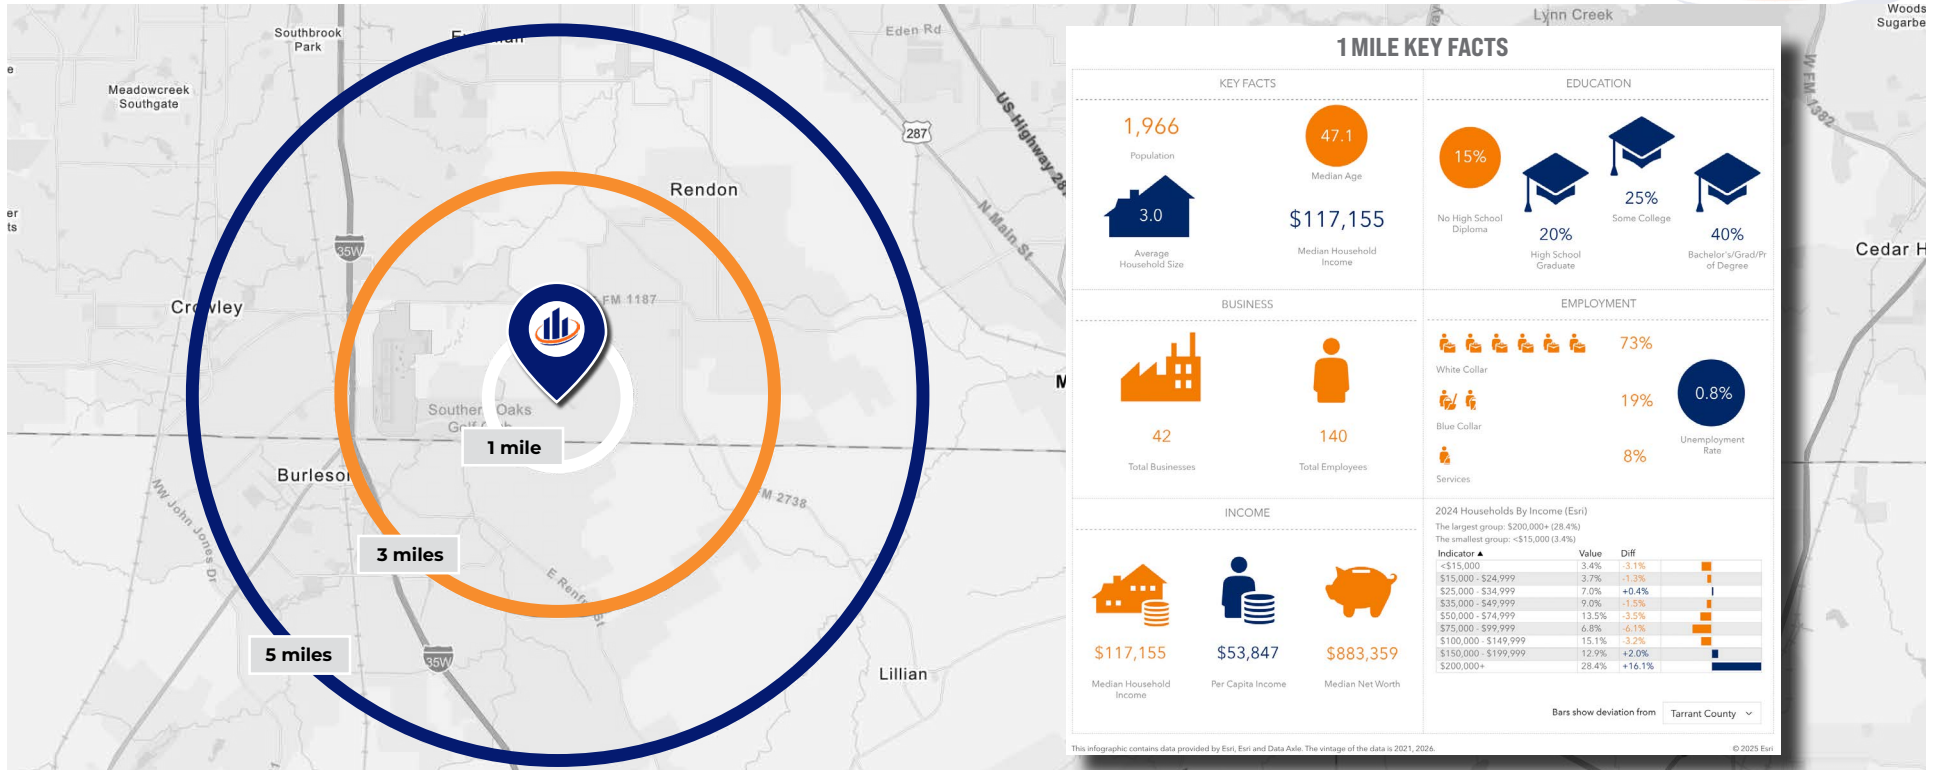 Southbrook
Park
Eden Rd
Lynn Creek
Woods
Sugarbe
Meadowcreek
Southgate
287
US Highway 287
N Main St
W FM 1382
Rendon
35W
Crowley
FM 1187
Cedar H
Southern Oaks
1 mile
Burleson
NW John Jones Dr
FM 2738
3 miles
E Renfro St
5 miles
35W
Lillian
1 MILE KEY FACTS
KEY FACTS
1,966
Population
47.1
Median Age
3.0
Average
Household Size
$117,155
Median Household
Income
EDUCATION
15%
No High School
Diploma
20%
High School
Graduate
25%
Some College
40%
Bachelor's/Grad/Pr
of Degree
BUSINESS
42
Total Businesses
140
Total Employees
EMPLOYMENT
73%
White Collar
19%
Blue Collar
8%
Services
0.8%
Unemployment
Rate
INCOME
$117,155
Median Household
Income
$53,847
Per Capita Income
$883,359
Median Net Worth
2024 Households By Income (Esri)
The largest group: $200,000+ (28.4%)
The smallest group: <$15,000 (3.4%)
Indicator ▲ Value Diff
<$15,000 3.4% -3.1%
$15,000 - $24,999 3.7% -1.3%
$25,000 - $34,999 7.0% +0.4%
$35,000 - $49,999 9.0% -1.5%
$50,000 - $74,999 13.5% -3.5%
$75,000 - $99,999 6.8% -6.1%
$100,000 - $149,999 15.1% -3.2%
$150,000 - $199,999 12.9% +2.0%
$200,000+ 28.4% +16.1%
Bars show deviation from Tarrant County
This infographic contains data provided by Esri, Esri and Data Axle. The vintage of the data is 2021, 2026.
© 2025 Esri